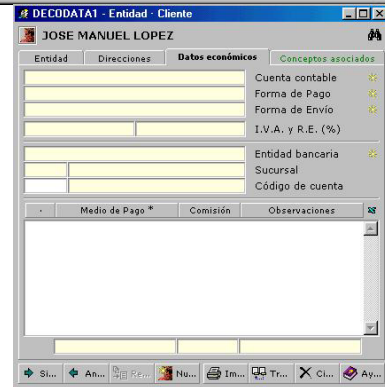 DECODATA1 - Entidad · Cliente
JOSE MANUEL LOPEZ
Entidad Direcciones Datos económicos Conceptos asociados
Cuenta contable
Forma de Pago
Forma de Envío
I.V.A. y R.E. (%)
Entidad bancaria
Sucursal
Código de cuenta
- Medio de Pago * Comisión Observaciones
Si... An... Re... Nu... Im... Tr... Ci... Ay...